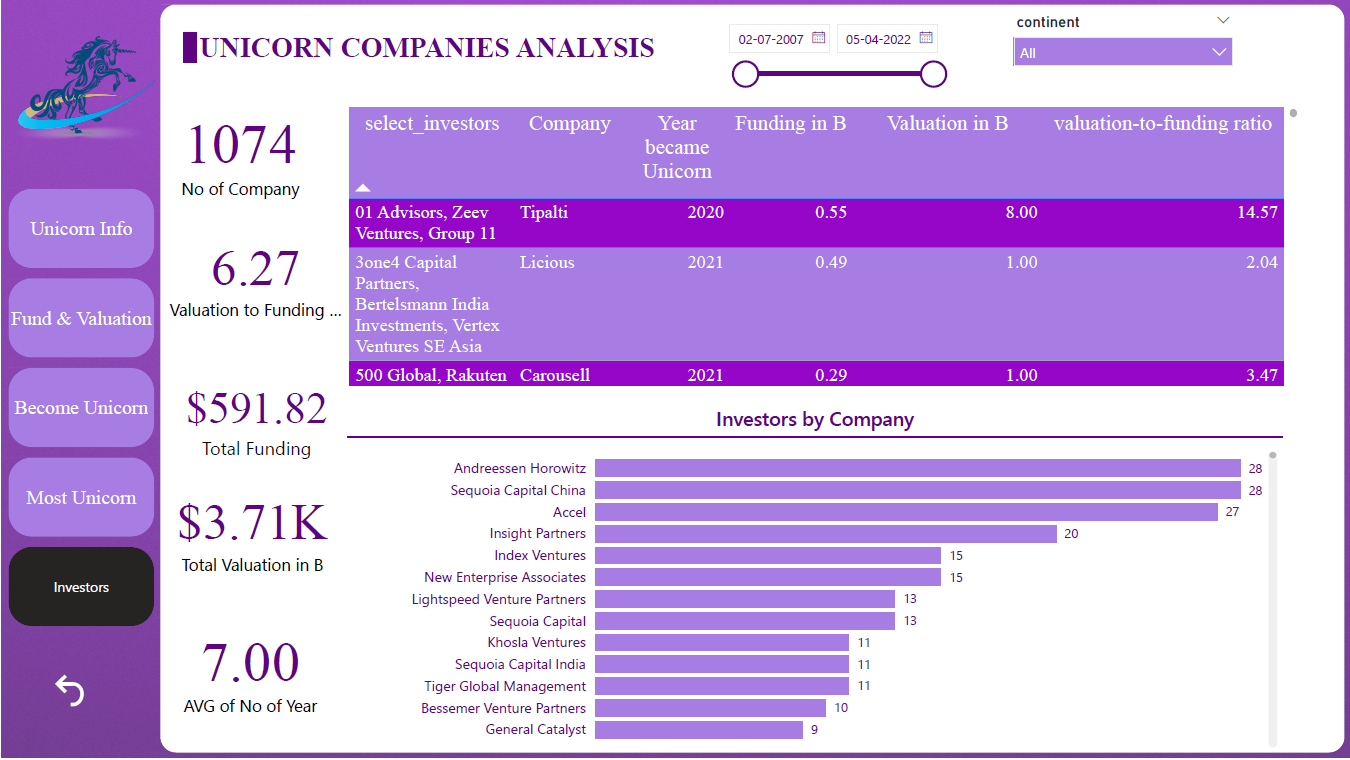 UNICORN COMPANIES ANALYSIS
02-07-2007
05-04-2022
continent
All
Unicorn Info
Fund & Valuation
Become Unicorn
Most Unicorn
Investors
1074
No of Company
6.27
Valuation to Funding ...
$591.82
Total Funding
$3.71K
Total Valuation in B
7.00
AVG of No of Year
select_investors Company Year became Unicorn Funding in B Valuation in B valuation-to-funding ratio
01 Advisors, Zeev Tipalti 2020 0.55 8.00 14.57
Ventures, Group 11
3one4 Capital Licious 2021 0.49 1.00 2.04
Partners,
Bertelsmann India
Investments, Vertex
Ventures SE Asia
500 Global, Rakuten Carousell 2021 0.29 1.00 3.47
Investors by Company
Andreessen Horowitz 28
Sequoia Capital China 28
Accel 27
Insight Partners 20
Index Ventures 15
New Enterprise Associates 15
Lightspeed Venture Partners 13
Sequoia Capital 13
Khosla Ventures 11
Sequoia Capital India 11
Tiger Global Management 11
Bessemer Venture Partners 10
General Catalyst 9